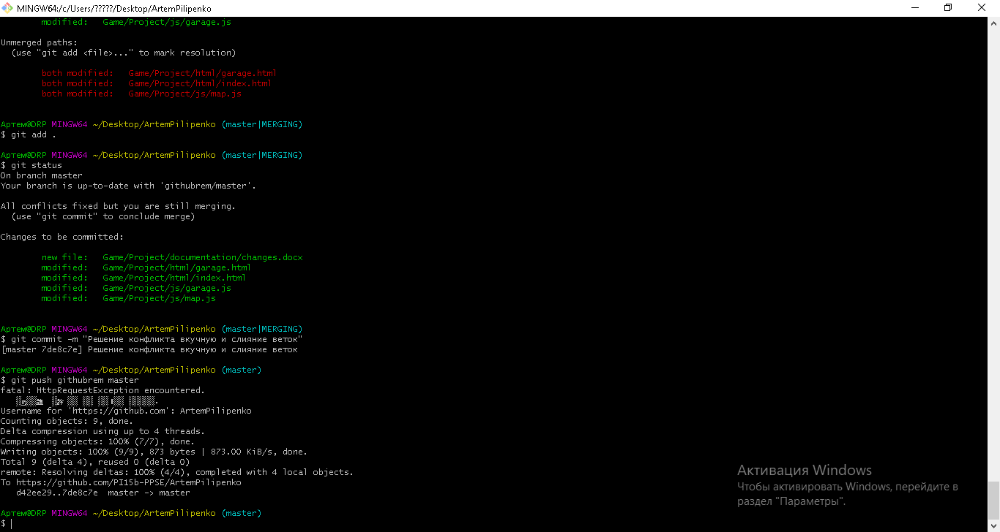 MINGW64:/c/Users/?????/Desktop/ArtemPilipenko
modified:   Game/Project/js/garage.js
Unmerged paths:
(use "git add <file>..." to mark resolution)
both modified:   Game/Project/html/garage.html
both modified:   Game/Project/html/index.html
both modified:   Game/Project/js/map.js
Артем@DRP MINGW64 ~/Desktop/ArtemPilipenko (master|MERGING)
$ git add .
Артем@DRP MINGW64 ~/Desktop/ArtemPilipenko (master|MERGING)
$ git status
On branch master
Your branch is up-to-date with 'githubrem/master'.
All conflicts fixed but you are still merging.
(use "git commit" to conclude merge)
Changes to be committed:
new file:   Game/Project/documentation/changes.docx
modified:   Game/Project/html/garage.html
modified:   Game/Project/html/index.html
modified:   Game/Project/js/garage.js
modified:   Game/Project/js/map.js
Артем@DRP MINGW64 ~/Desktop/ArtemPilipenko (master|MERGING)
$ git commit -m "Решение конфликта вкучную и слияние веток"
[master 7de8c7e] Решение конфликта вкучную и слияние веток
Артем@DRP MINGW64 ~/Desktop/ArtemPilipenko (master)
$ git push githubrem master
fatal: HttpRequestException encountered.
Username for 'https://github.com': ArtemPilipenko
Counting objects: 9, done.
Delta compression using up to 4 threads.
Compressing objects: 100% (7/7), done.
Writing objects: 100% (9/9), 873 bytes | 873.00 KiB/s, done.
Total 9 (delta 4), reused 0 (delta 0)
remote: Resolving deltas: 100% (4/4), completed with 4 local objects.
To https://github.com/PI15b-PPSE/ArtemPilipenko
d42ee29..7de8c7e  master -> master
Артем@DRP MINGW64 ~/Desktop/ArtemPilipenko (master)
$
Активация Windows
Чтобы активировать Windows, перейдите в
раздел "Параметры".